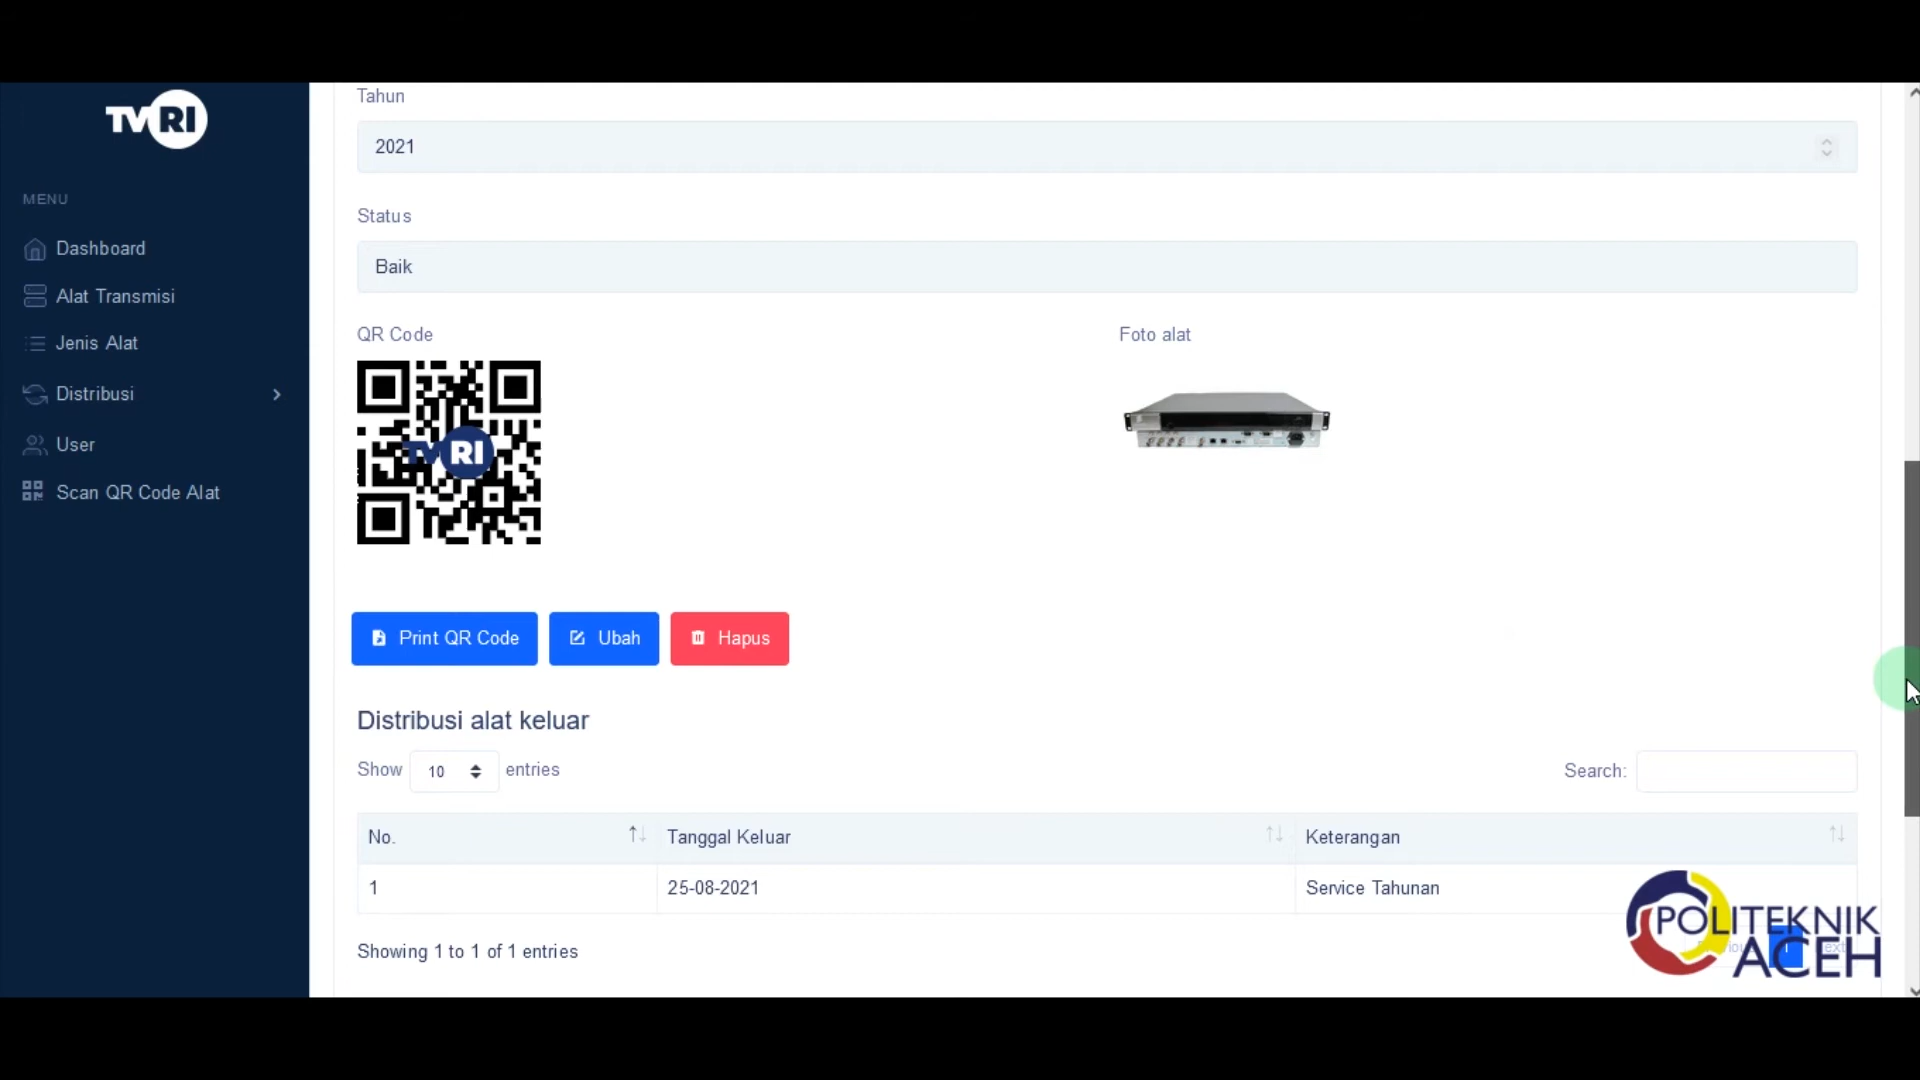 TVRI
MENU
Dashboard
Alat Transmisi
Jenis Alat
Distribusi
User
Scan QR Code Alat
Tahun
2021
Status
Baik
QR Code
Foto alat
TVRI
Print QR Code
Ubah
Hapus
Distribusi alat keluar
Show 10 entries
Search:
No.
Tanggal Keluar
Keterangan
1
25-08-2021
Service Tahunan
Showing 1 to 1 of 1 entries
1
POLITEKNIK
ACEH